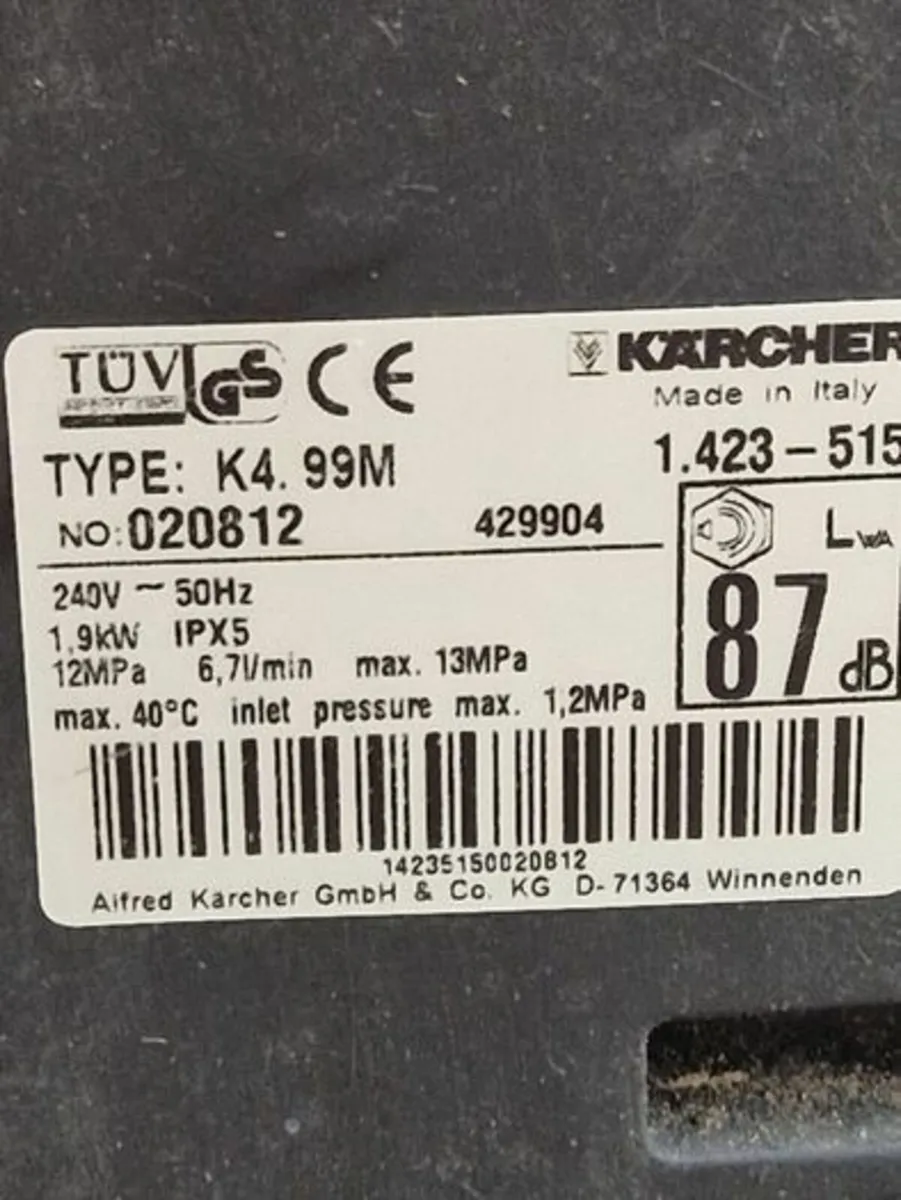 TÜV GS CE KÄRCHER
Made in Italy
TYPE: K4. 99M 1.423-515
NO: 020812 429904
LWA
87 dB
240V ~ 50Hz
1,9kW IPX5
12MPa 6,7l/min max. 13MPa
max. 40°C inlet pressure max. 1,2MPa
14235150020812
Alfred Kärcher GmbH & Co. KG D-71364 Winnenden